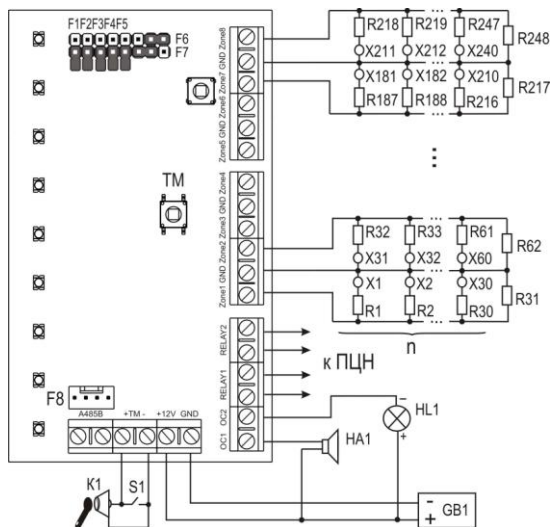 F1F2F3F4F5
F6
F7
TM
F8
A485B
+TM -
+12V GND
OC1 OC2
RELAY1
RELAY2
Zone1 GND Zone2
Zone3 GND Zone4
Zone5 GND Zone6
Zone7 GND Zone8
R218 R219 R247
R248
X211 X212 X240
X181 X182 X210
R217
R187 R188 R216
R32 R33 R61
R62
X31 X32 X60
X1 X2 X30
R31
R1 R2 R30
n
к ПЦН
HL1
HA1
К1
S1
GB1